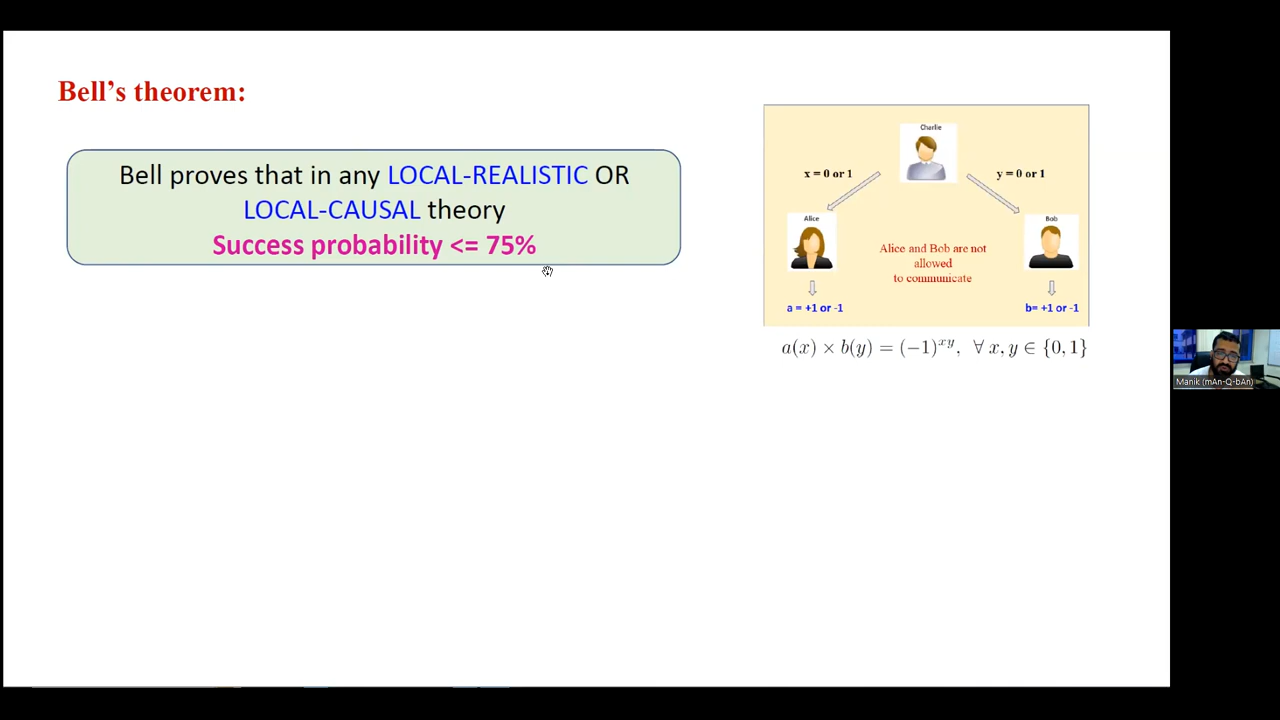 Bell's theorem:
Bell proves that in any LOCAL-REALISTIC OR
LOCAL-CAUSAL theory
Success probability <= 75%
Charlie
x = 0 or 1
y = 0 or 1
Alice
Bob
Alice and Bob are not
allowed
to communicate
a = +1 or -1
b= +1 or -1
a(x) × b(y) = (−1)^{xy}, ∀ x, y ∈ {0, 1}
Manik (mAn-Q-bAn)